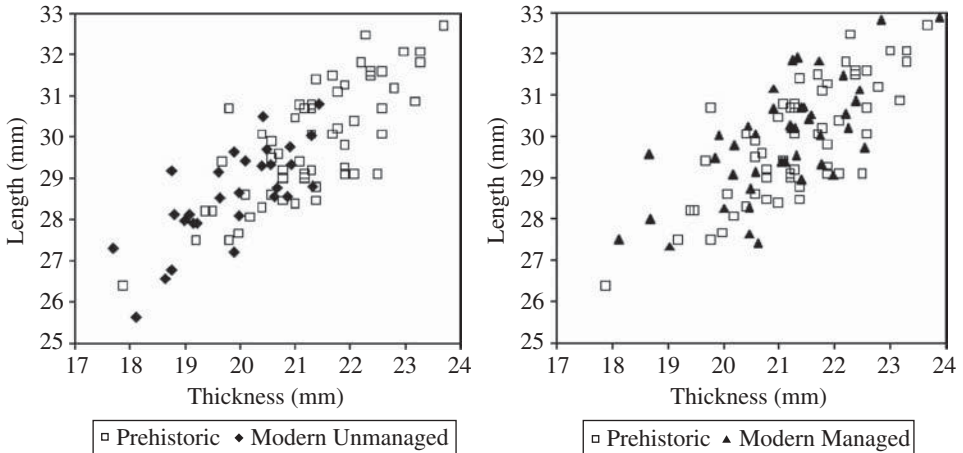 33
32
31
30
29
28
27
26
25
Length (mm)
17 18 19 20 21 22 23 24
Thickness (mm)
Prehistoric Modern Unmanaged
33
32
31
30
29
28
27
26
25
Length (mm)
17 18 19 20 21 22 23 24
Thickness (mm)
Prehistoric Modern Managed